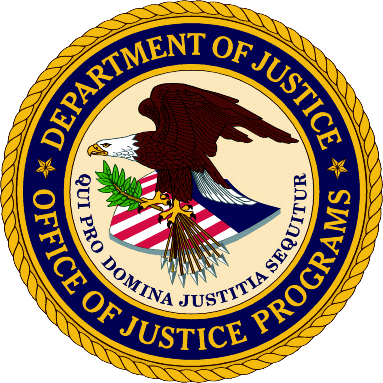 DEPARTMENT OF JUSTICE
QUI PRO DOMINA JUSTITIA SEQUITUR
OFFICE OF JUSTICE PROGRAMS